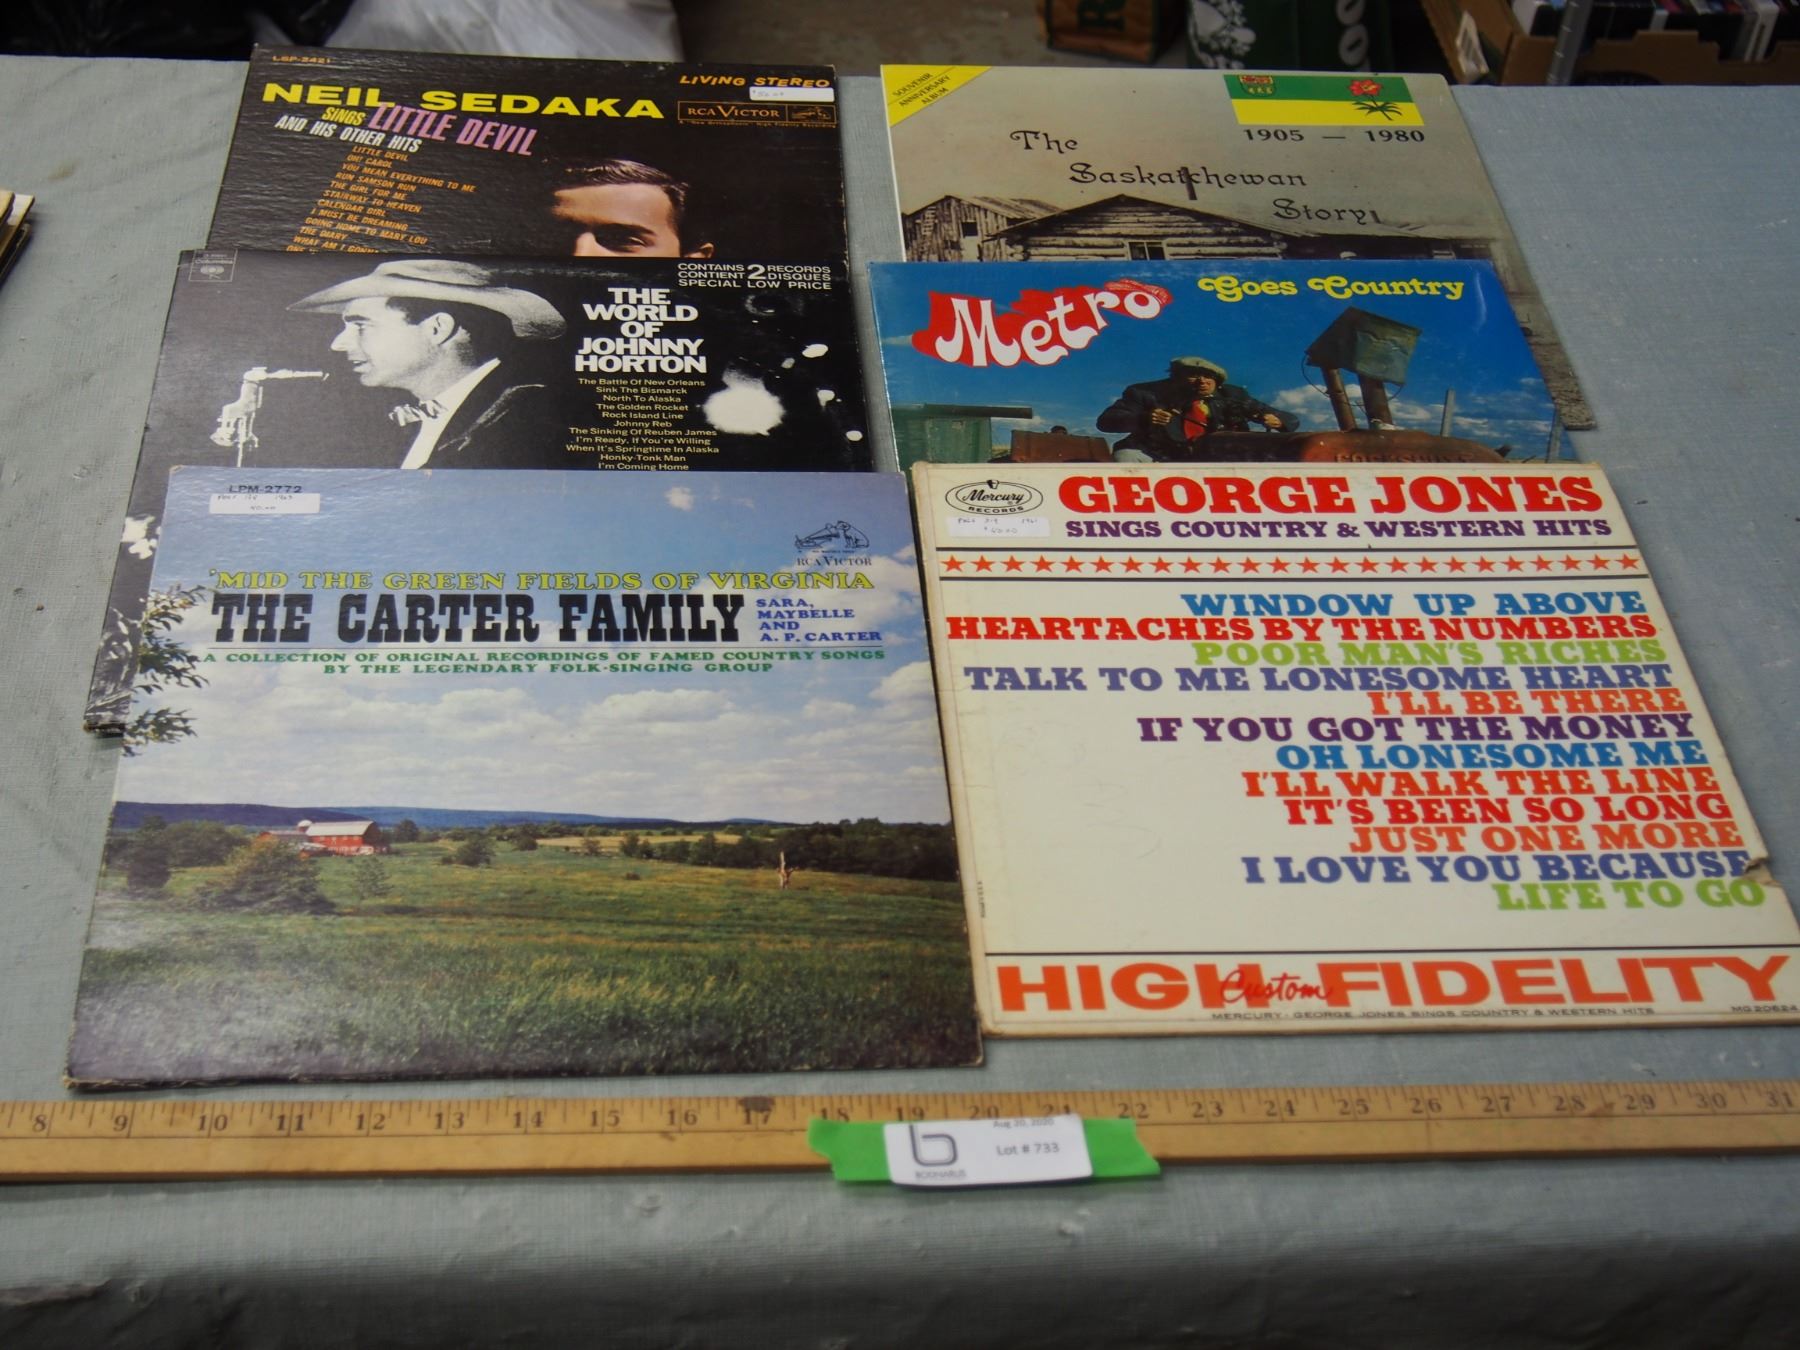 LSP-2421
LIVING STEREO
NEIL SEDAKA
RCA VICTOR
SINGS LITTLE DEVIL
AND HIS OTHER HITS
LITTLE DEVIL
OH! CAROL
YOU MEAN EVERYTHING TO ME
RUN SAMSON RUN
THE GIRL FOR ME
STAIRWAY TO HEAVEN
CALENDAR GIRL
I MUST BE DREAMING
GOING HOME TO MARY LOU
THE DIARY
WHAT AM I GONNA
SOUVENIR
ANNIVERSARY
ALBUM
1905 — 1980
The
Saskatchewan
Story
Columbia
CONTAINS 2 RECORDS
CONTIENT DISQUES
SPECIAL LOW PRICE
THE
WORLD
OF
JOHNNY
HORTON
The Battle Of New Orleans
Sink The Bismarck
North To Alaska
The Golden Rocket
Rock Island Line
Johnny Reb
The Sinking Of Reuben James
I'm Ready, If You're Willing
When It's Springtime In Alaska
Honky-Tonk Man
I'm Coming Home
Metro Goes Country
LPM-2772
1963
40.00
RCA VICTOR
'MID THE GREEN FIELDS OF VIRGINIA
THE CARTER FAMILY
SARA,
MAYBELLE
AND
A. P. CARTER
A COLLECTION OF ORIGINAL RECORDINGS OF FAMED COUNTRY SONGS
BY THE LEGENDARY FOLK-SINGING GROUP
Mercury
RECORDS
1961
GEORGE JONES
SINGS COUNTRY & WESTERN HITS
WINDOW UP ABOVE
HEARTACHES BY THE NUMBERS
POOR MAN'S RICHES
TALK TO ME LONESOME HEART
I'LL BE THERE
IF YOU GOT THE MONEY
OH LONESOME ME
I'LL WALK THE LINE
IT'S BEEN SO LONG
JUST ONE MORE
I LOVE YOU BECAUSE
LIFE TO GO
HIGH Custom FIDELITY
MERCURY - GEORGE JONES SINGS COUNTRY & WESTERN HITS
MG 20624
8 9 10 11 12 13 14 15 16 17 18 19 20 21 22 23 24 25 26 27 28 29 30 31
Aug 20, 2020
Lot # 733
BODNARUS